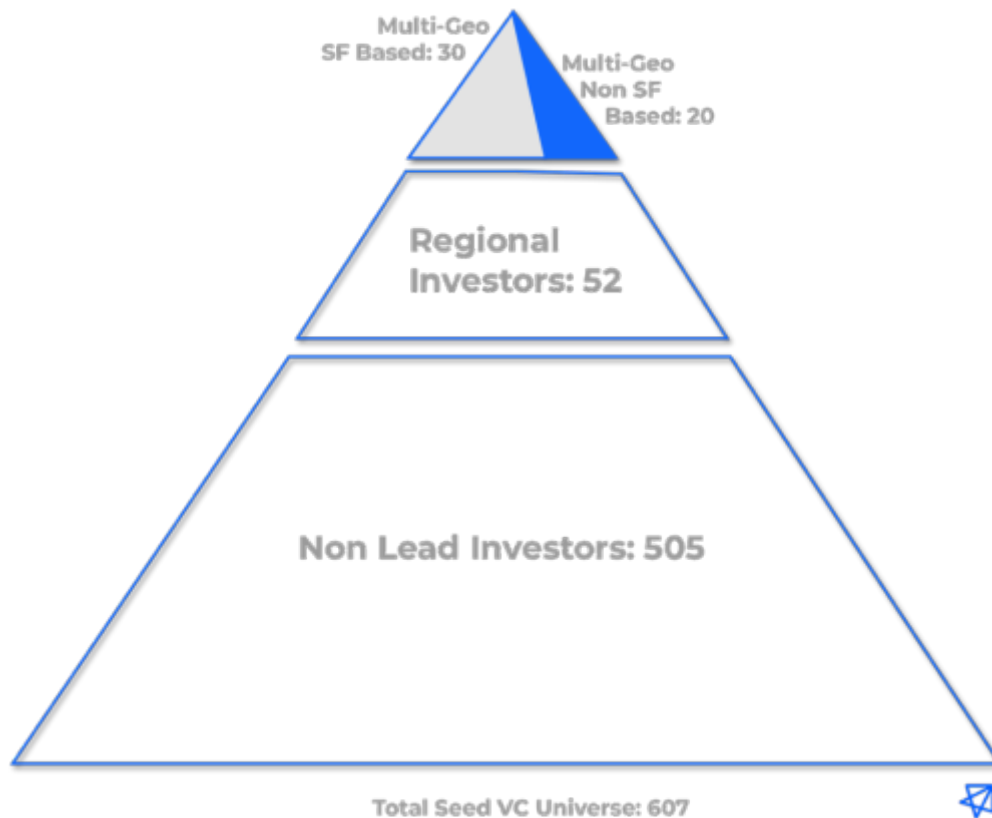 Multi-Geo
SF Based: 30
Multi-Geo
Non SF
Based: 20
Regional
Investors: 52
Non Lead Investors: 505
Total Seed VC Universe: 607